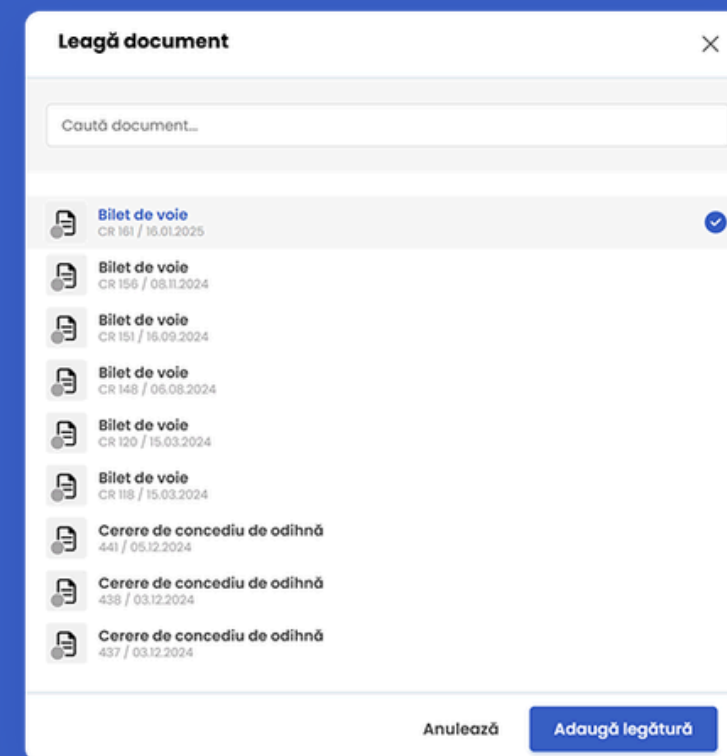 Leagă document
Caută document...
Bilet de voie
CR 161 / 16.01.2025
Bilet de voie
CR 156 / 08.11.2024
Bilet de voie
CR 151 / 16.09.2024
Bilet de voie
CR 148 / 06.08.2024
Bilet de voie
CR 120 / 15.03.2024
Bilet de voie
CR 118 / 15.03.2024
Cerere de concediu de odihnă
441 / 05.12.2024
Cerere de concediu de odihnă
438 / 03.12.2024
Cerere de concediu de odihnă
437 / 03.12.2024
Anulează
Adaugă legătură